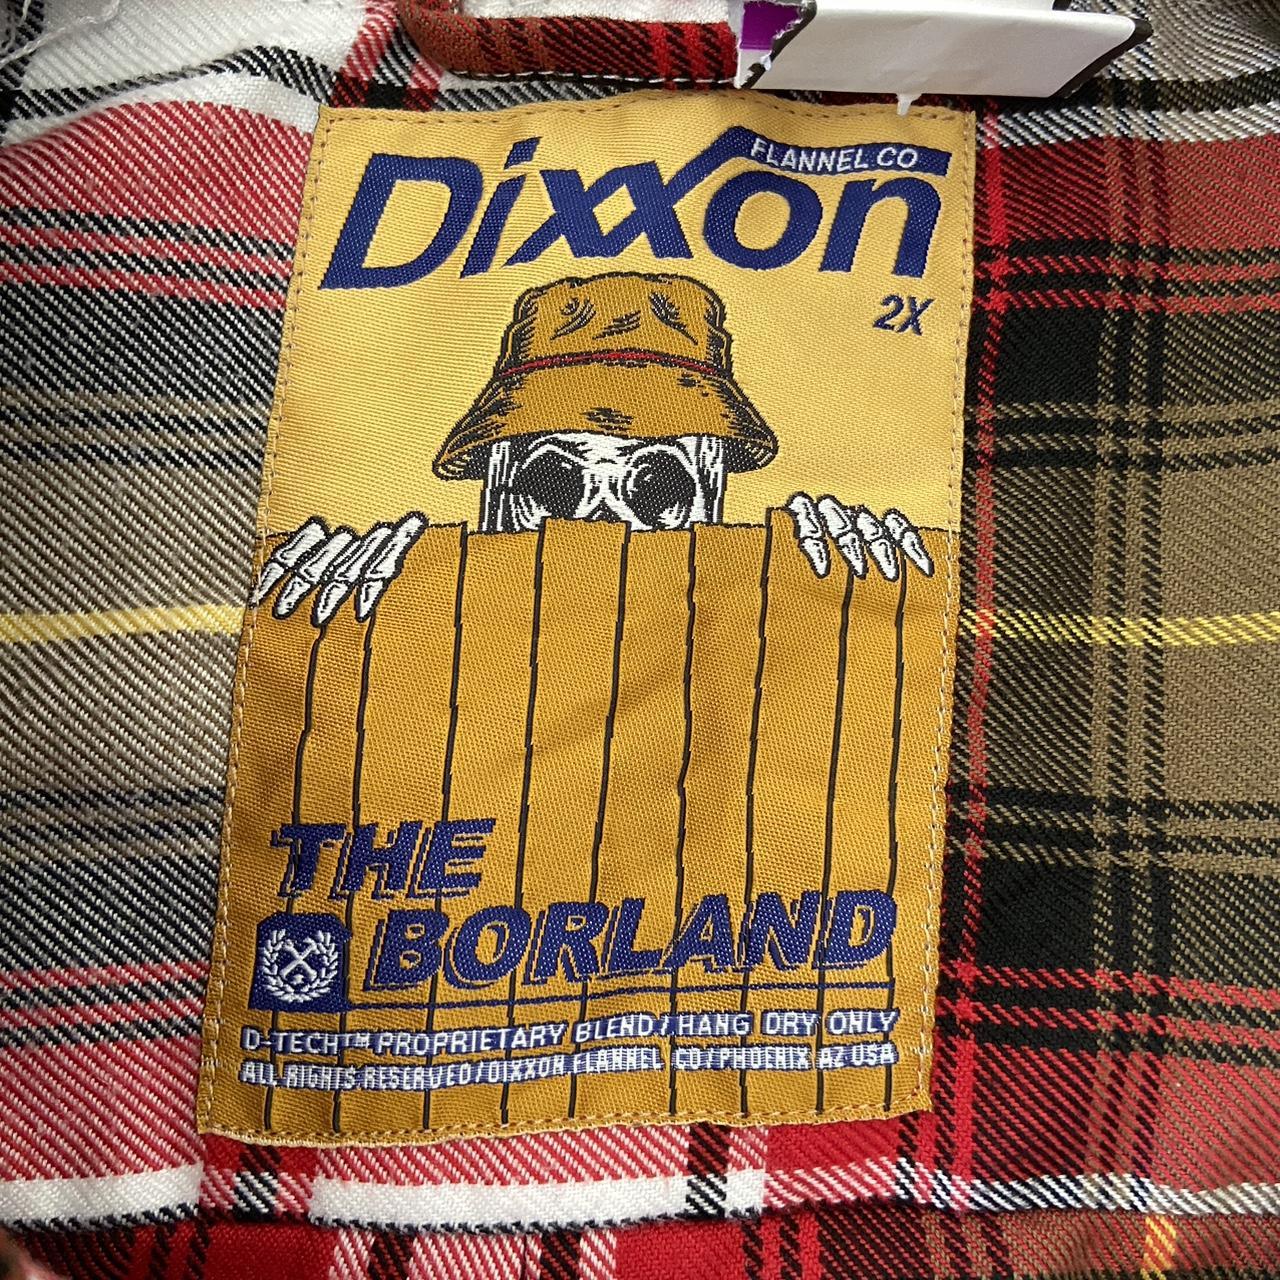 Dixxon
FLANNEL CO
2X
THE
BORLAND
D-TECH™ PROPRIETARY BLEND / HANG DRY ONLY
ALL RIGHTS RESERVED / DIXXON FLANNEL CO / PHOENIX AZ USA